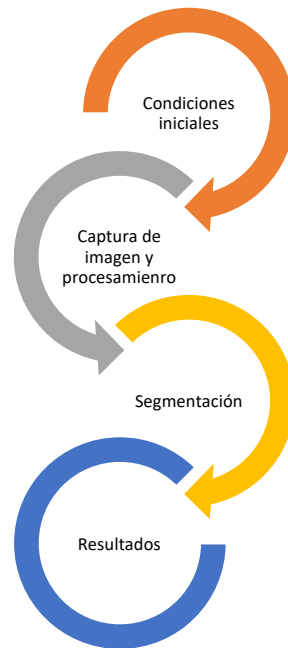 Condiciones
iniciales
Captura de
imagen y
procesamienro
Segmentación
Resultados